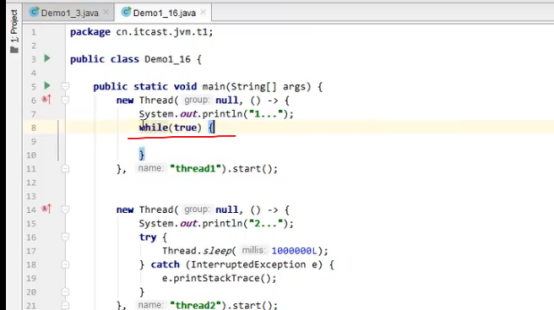 Demo1_3.java × Demo1_16.java ×
1: Project
1 package cn.itcast.jvm.t1;
2
3 public class Demo1_16 {
4
5 public static void main(String[] args) {
6 new Thread( group: null, () -> {
7 System.out.println("1...");
8 while(true) {
9
10 }
11 }, name: "thread1").start();
12
13
14 new Thread( group: null, () -> {
15 System.out.println("2...");
16 try {
17 Thread.sleep( millis: 1000000L);
18 } catch (InterruptedException e) {
19 e.printStackTrace();
20 }
21 }, name: "thread2").start();